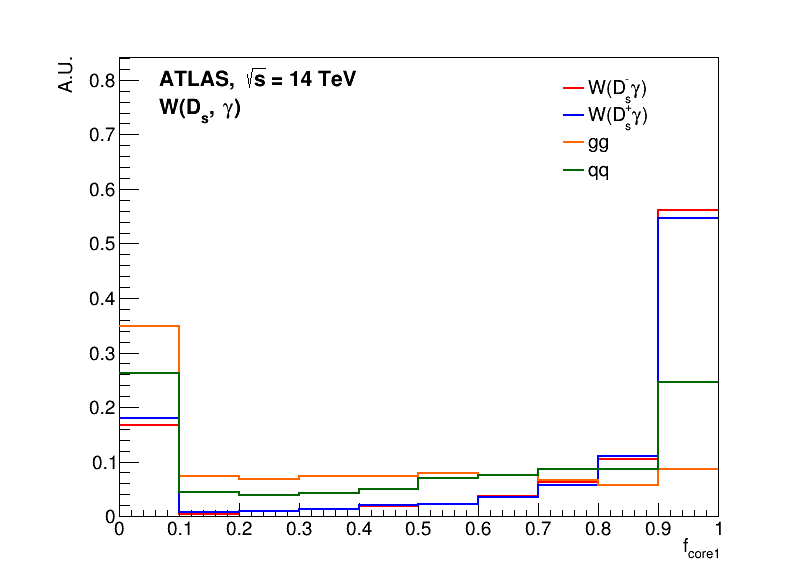 A.U.
ATLAS, √s = 14 TeV
W(Dₛ, γ)
W(Dₛ⁻γ)
W(Dₛ⁺γ)
gg
qq
0.8
0.7
0.6
0.5
0.4
0.3
0.2
0.1
0
0 0.1 0.2 0.3 0.4 0.5 0.6 0.7 0.8 0.9 1
f_core1